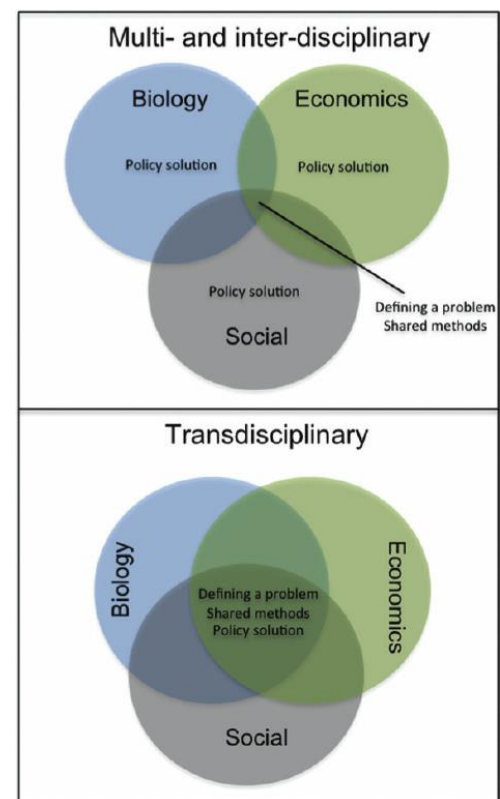 Multi- and inter-disciplinary
Biology
Economics
Policy solution
Policy solution
Policy solution
Social
Defining a problem
Shared methods
Transdisciplinary
Biology
Economics
Defining a problem
Shared methods
Policy solution
Social